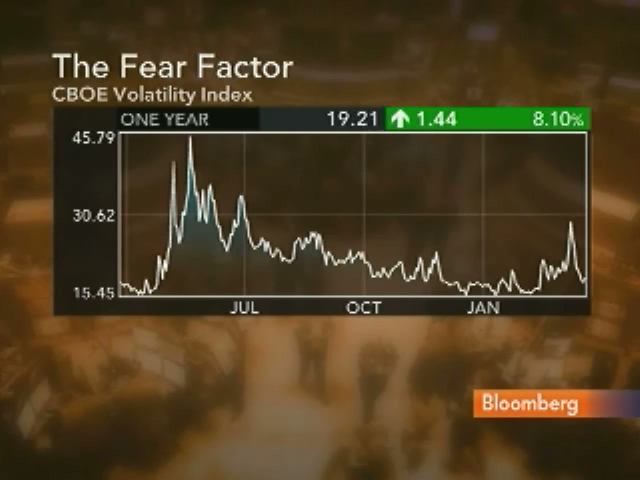 The Fear Factor
CBOE Volatility Index
ONE YEAR 19.21 1.44 8.10%
45.79
30.62
15.45
JUL OCT JAN
Bloomberg